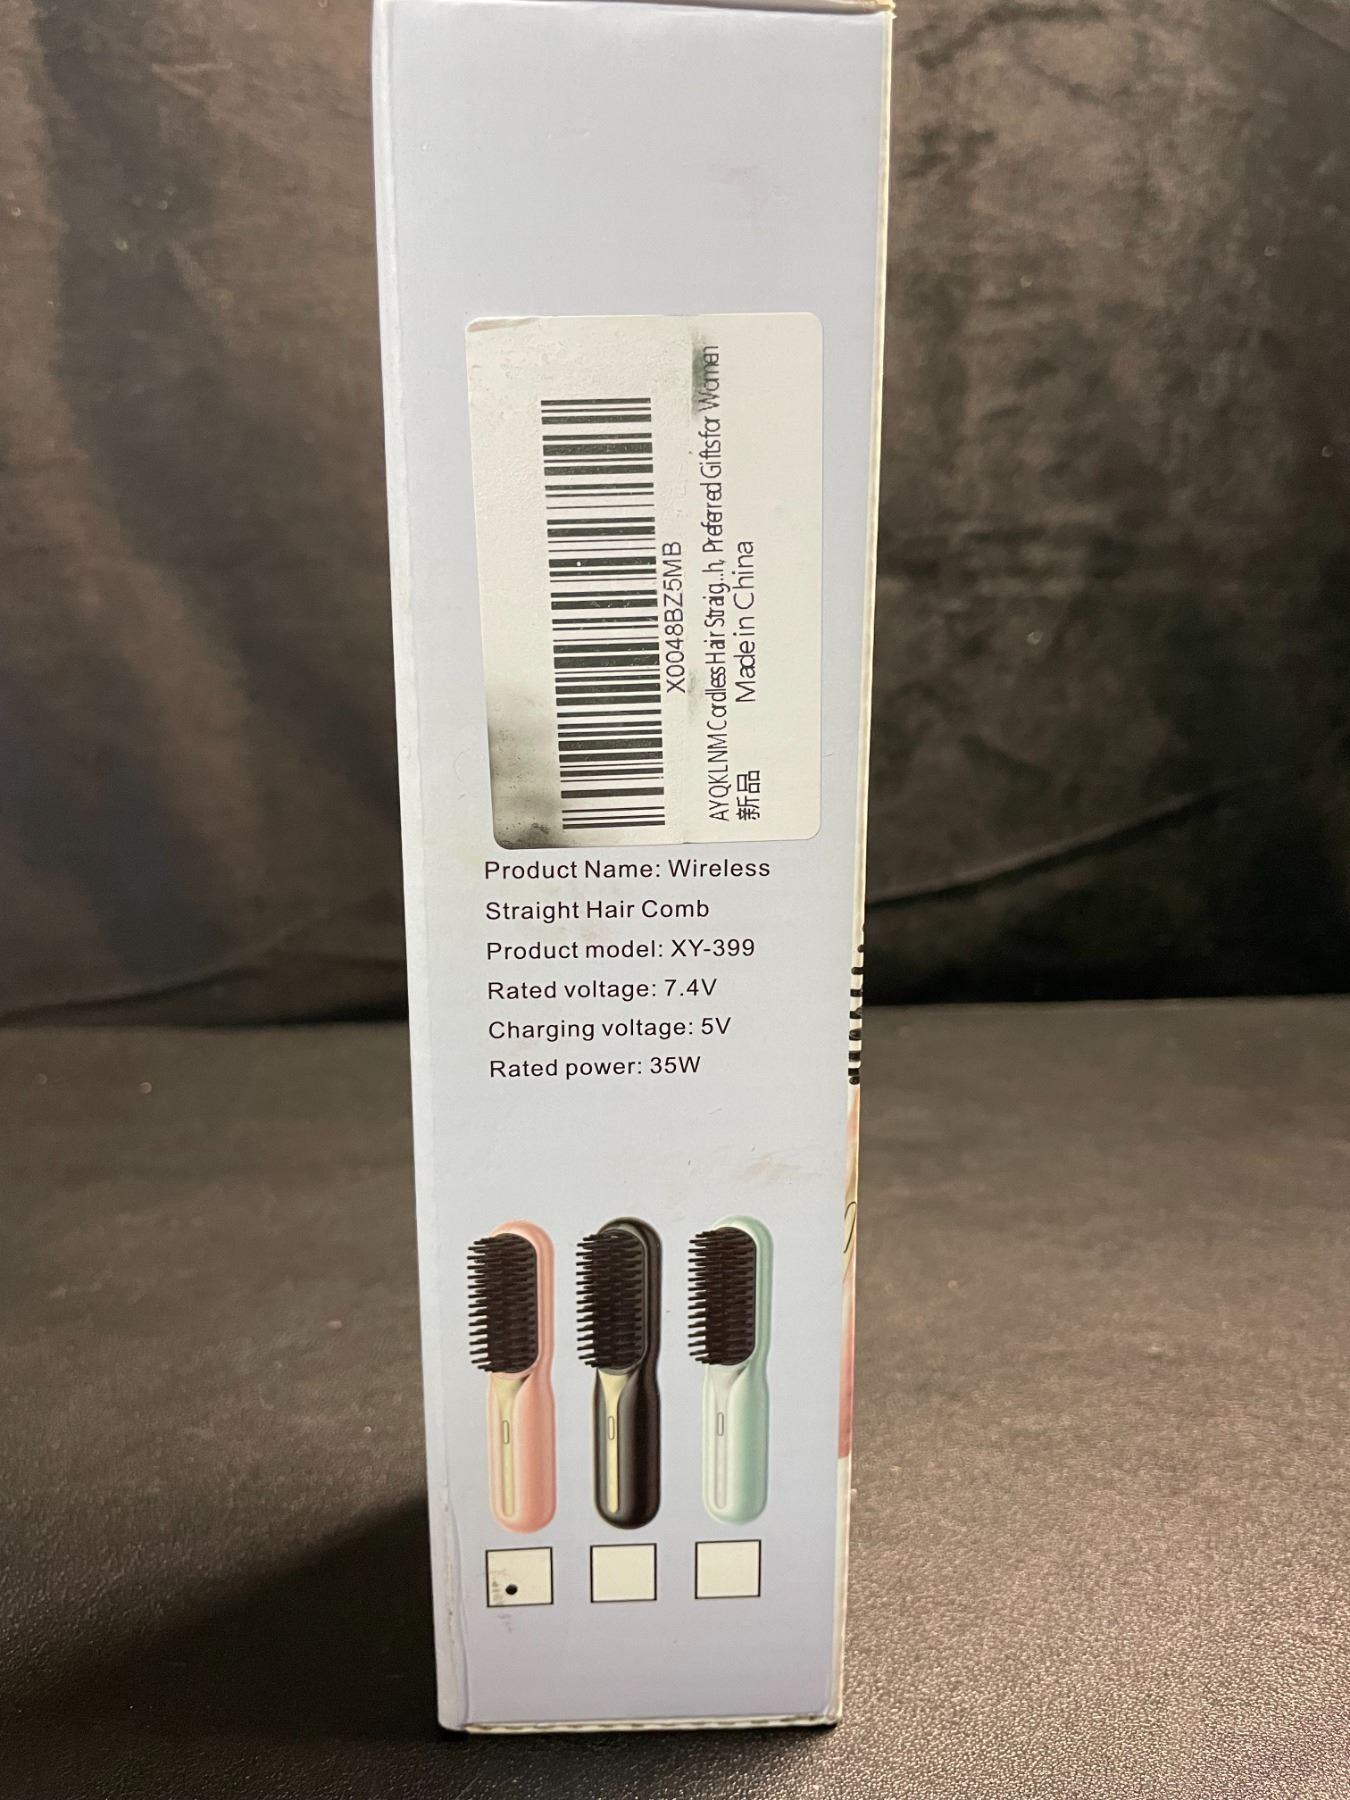 X0048BZ5MB
AYQKLNM Cordless Hair Straig...h, Preferred Gifts for Women
新品 Made in China
Product Name: Wireless
Straight Hair Comb
Product model: XY-399
Rated voltage: 7.4V
Charging voltage: 5V
Rated power: 35W